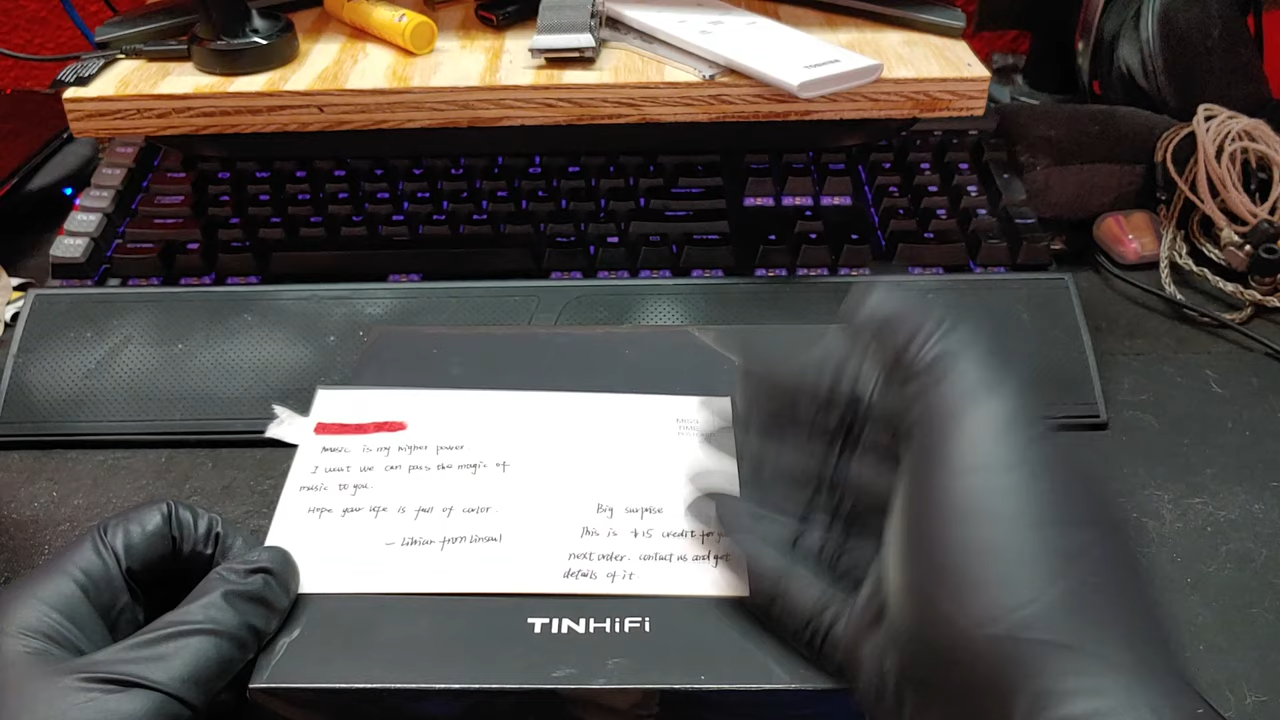 TOSHIBA
Music is my higher power
I want we can pass the magic of
music to you.
Hope your life is full of color.
- Lillian from Linsoul
Big surprise
This is $15 credit for
next order. contact us and get
details of it
TINHiFi